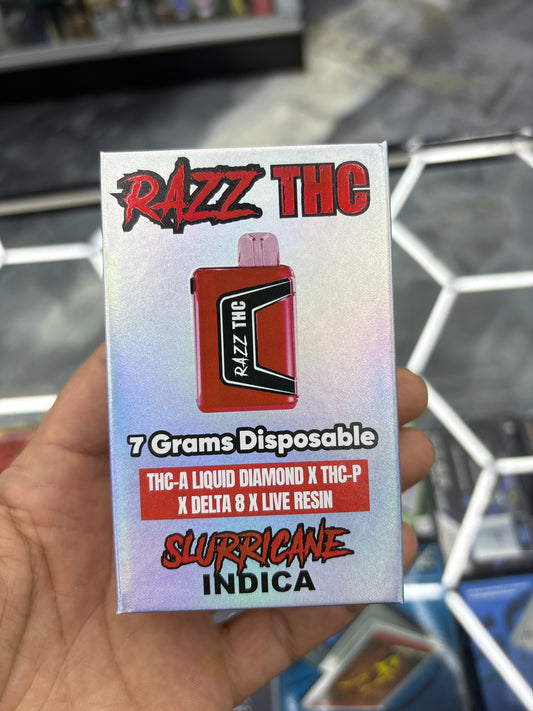 RAZZ THC
RAZZ THC
7 Grams Disposable
THC-A LIQUID DIAMOND X THC-P
X DELTA 8 X LIVE RESIN
SLURRICANE
INDICA